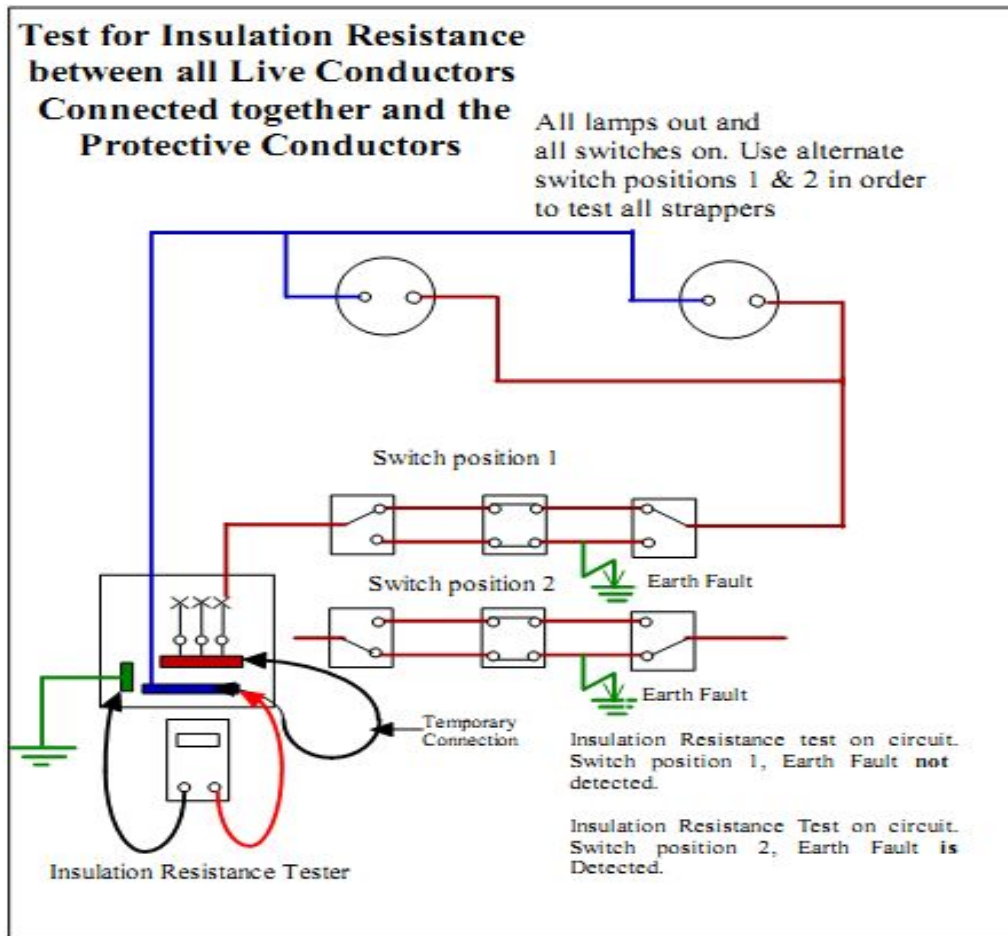 Test for Insulation Resistance
between all Live Conductors
Connected together and the
Protective Conductors
All lamps out and
all switches on. Use alternate
switch positions 1 & 2 in order
to test all strappers
Switch position 1
Earth Fault
Switch position 2
Earth Fault
Temporary
Connection
Insulation Resistance test on circuit.
Switch position 1, Earth Fault not
detected.
Insulation Resistance Test on circuit.
Switch position 2, Earth Fault is
Detected.
Insulation Resistance Tester